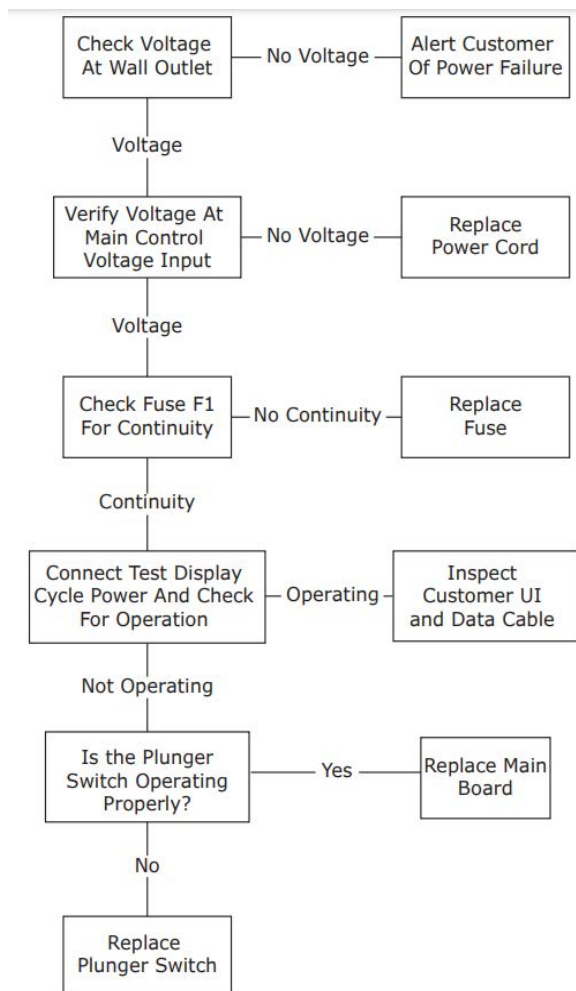 Check Voltage
At Wall Outlet
No Voltage
Alert Customer
Of Power Failure
Voltage
Verify Voltage At
Main Control
Voltage Input
No Voltage
Replace
Power Cord
Voltage
Check Fuse F1
For Continuity
No Continuity
Replace
Fuse
Continuity
Connect Test Display
Cycle Power And Check
For Operation
Operating
Inspect
Customer UI
and Data Cable
Not Operating
Is the Plunger
Switch Operating
Properly?
Yes
Replace Main
Board
No
Replace
Plunger Switch